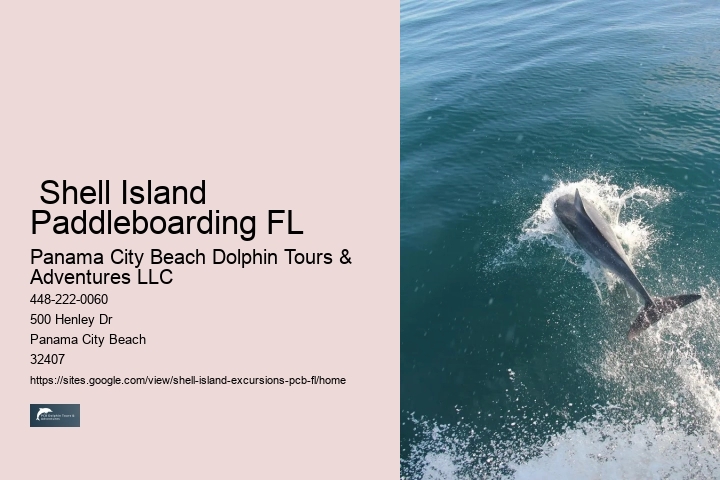 Shell Island
Paddleboarding FL
Panama City Beach Dolphin Tours &
Adventures LLC
448-222-0060
500 Henley Dr
Panama City Beach
32407
https://sites.google.com/view/shell-island-excursions-pcb-fl/home